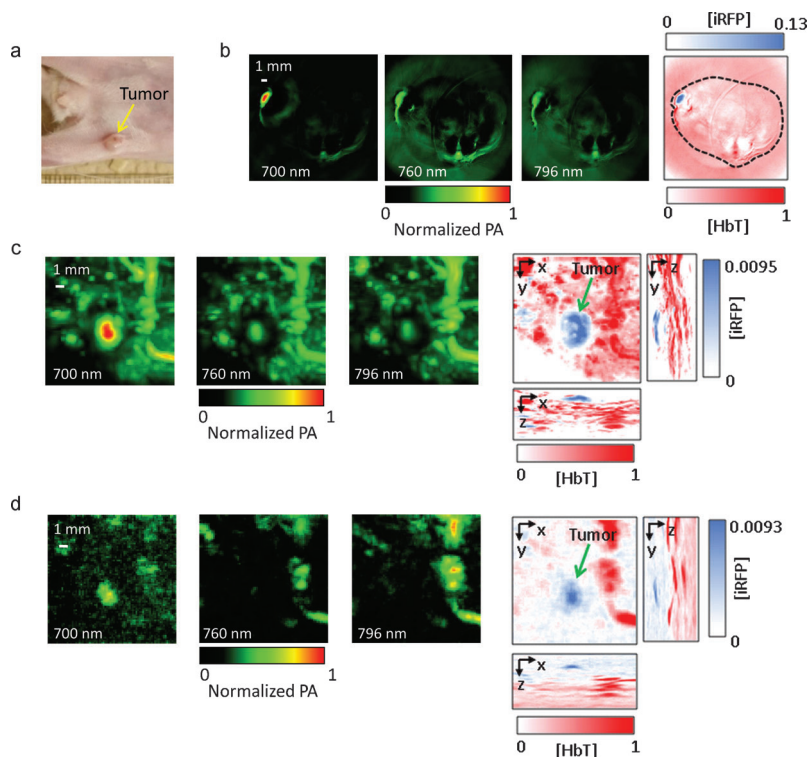 a
Tumor
b
1 mm
700 nm
760 nm
796 nm
0
1
Normalized PA
[iRFP]
0
0.13
0
1
[HbT]
c
1 mm
700 nm
760 nm
796 nm
0
1
Normalized PA
x
y
Tumor
z
y
x
z
0.0095
[iRFP]
0
0
1
[HbT]
d
1 mm
700 nm
760 nm
796 nm
0
1
Normalized PA
x
y
Tumor
z
y
x
z
0.0093
[iRFP]
0
0
1
[HbT]